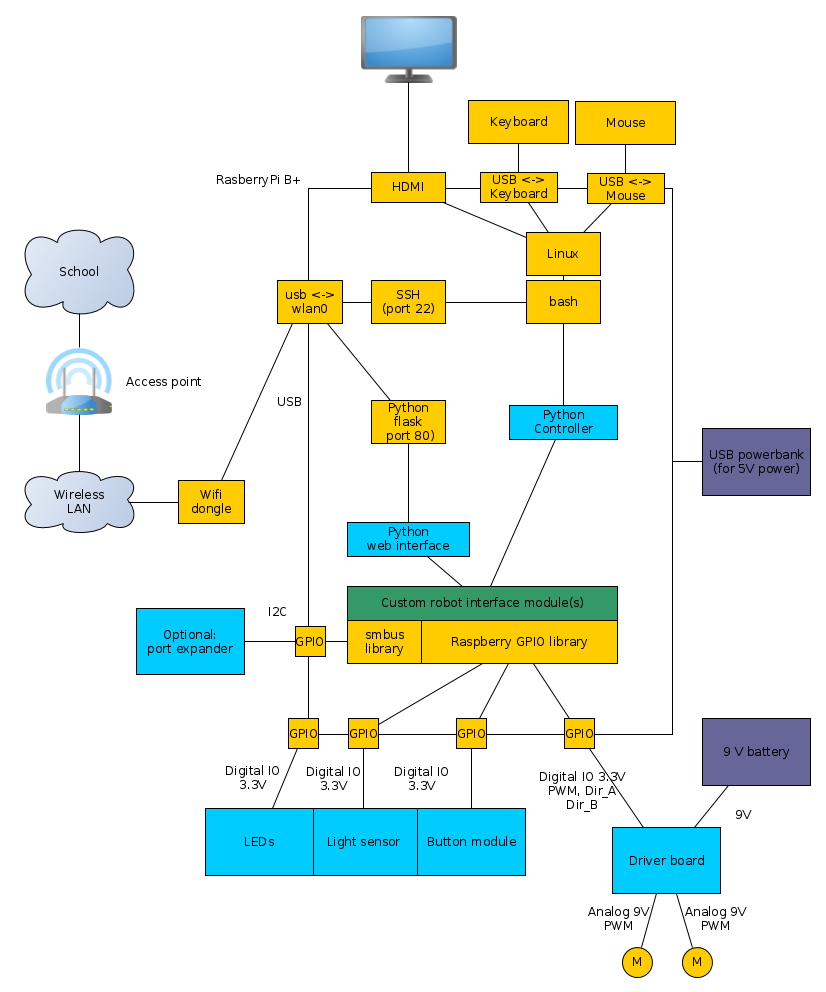 Keyboard
Mouse
RasberryPi B+
HDMI
USB <->
Keyboard
USB <->
Mouse
Linux
School
usb <->
wlan0
SSH
(port 22)
bash
Access point
USB
Python
flask
port 80)
Python
Controller
USB powerbank
(for 5V power)
Wireless
LAN
Wifi
dongle
Python
web interface
Custom robot interface module(s)
I2C
Optional:
port expander
GPIO
smbus
library
Raspberry GPIO library
GPIO
GPIO
GPIO
GPIO
9 V battery
Digital IO
3.3V
Digital IO
3.3V
Digital IO
3.3V
Digital IO 3.3V
PWM, Dir_A
Dir_B
9V
LEDs
Light sensor
Button module
Driver board
Analog 9V
PWM
Analog 9V
PWM
M
M